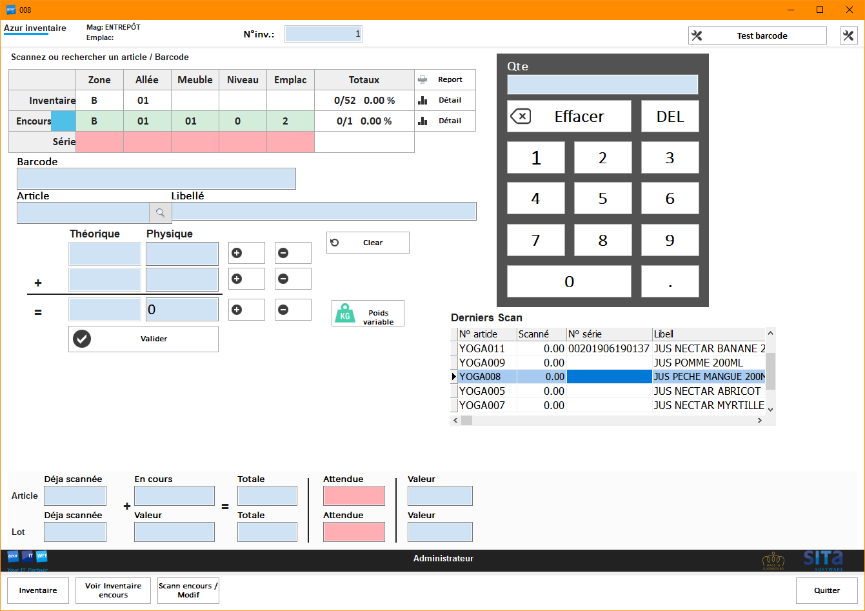 008
Azur inventaire
Mag: ENTREPÔT
Emplac:
N°inv.:
1
Test barcode
Scannez ou rechercher un article / Barcode
Zone Allée Meuble Niveau Emplac Totaux Report
Inventaire B 01 0/52 0.00 % Détail
Encours B 01 01 0 2 0/1 0.00 % Détail
Série
Barcode
Article Libellé
Théorique Physique
Clear
+
= 0
Poids
variable
Valider
Qte
Effacer DEL
1 2 3
4 5 6
7 8 9
0 .
Derniers Scan
N° artide Scanné N° série Libell
YOGA011 0.00 00201906190137 JUS NECTAR BANANE 2
YOGA009 0.00 JUS POMME 200ML
YOGA008 0.00 JUS PECHE MANGUE 200M
YOGA005 0.00 JUS NECTAR ABRICOT
YOGA007 0.00 JUS NECTAR MYRTILLE
Déja scannée En cours Totale Attendue Valeur
Article + =
Déja scannée Valeur Totale Attendue Valeur
Lot
Administrateur
SITA
SOFTWARE
Inventaire
Voir Inventaire
encours
Scann encours /
Modif
Quitter